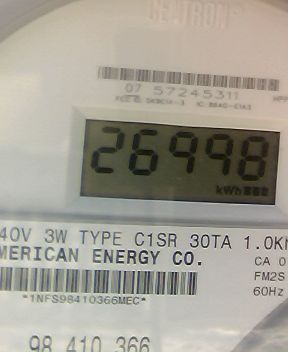 CENTRON®
07 57245311
26998
kWh
40V 3W TYPE C1SR 30TA 1.0K
MERICAN ENERGY CO.
CA 0
FM2S
60Hz
*1NFS98410366MEC*
98 410 366